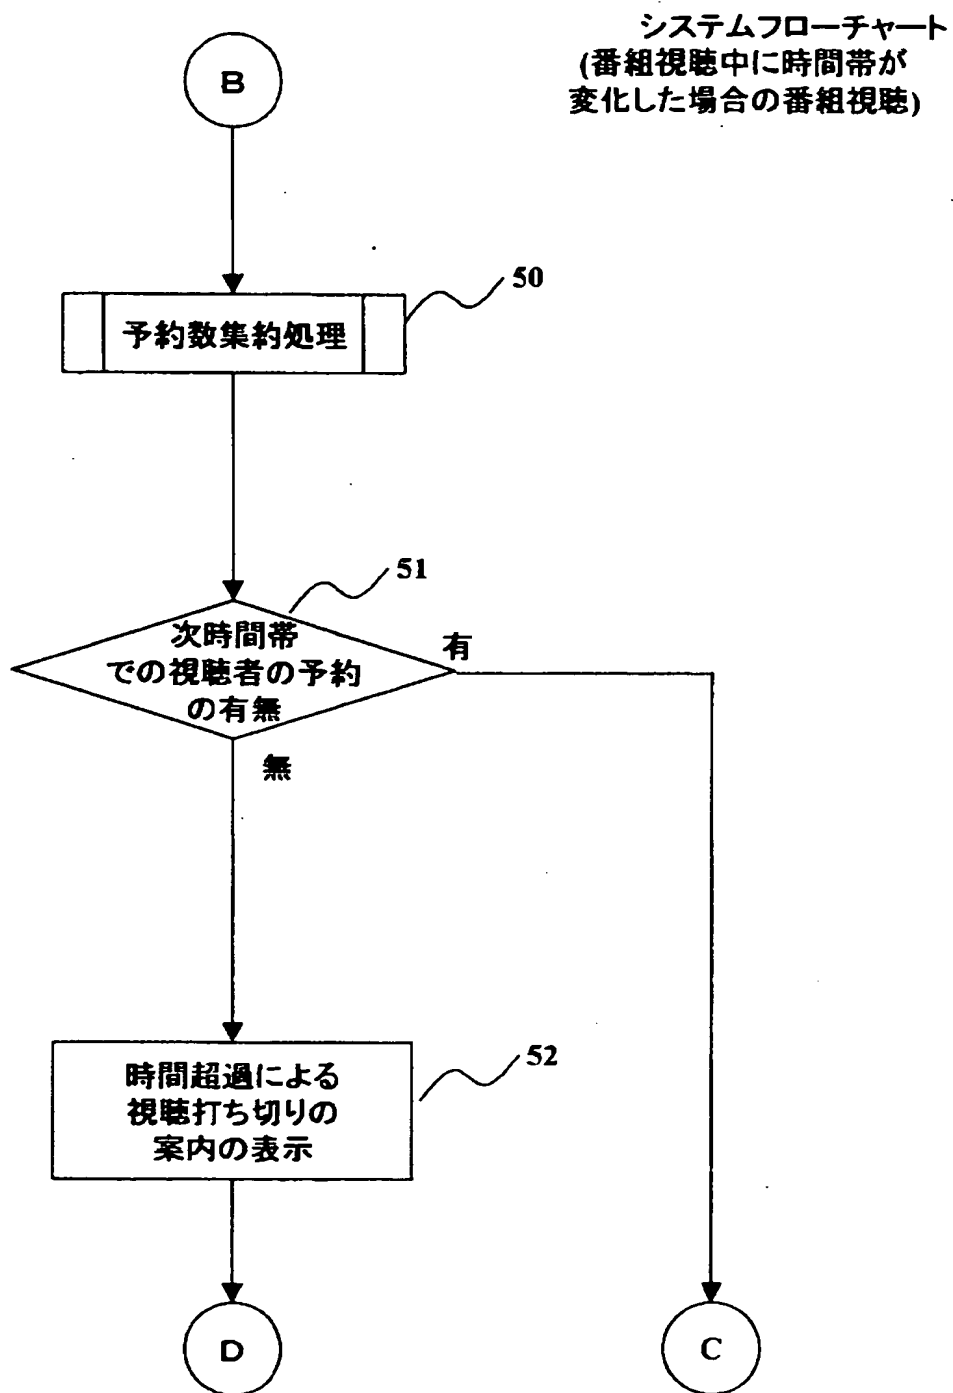 システムフローチャート
(番組視聴中に時間帯が
変化した場合の番組視聴)
B
50
予約数集約処理
51
次時間帯
での視聴者の予約
の有無
有
無
52
時間超過による
視聴打ち切りの
案内の表示
D
C